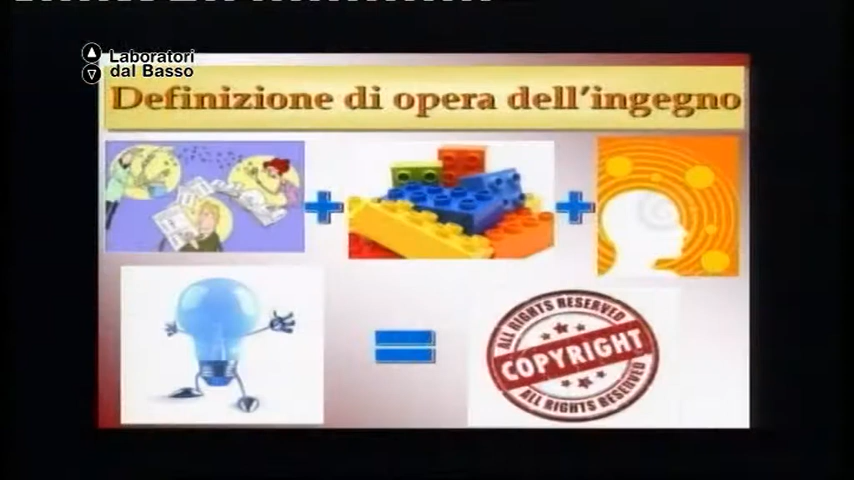 Laboratori
dal Basso
Definizione di opera dell'ingegno
ALL RIGHTS RESERVED
COPYRIGHT
ALL RIGHTS RESERVED